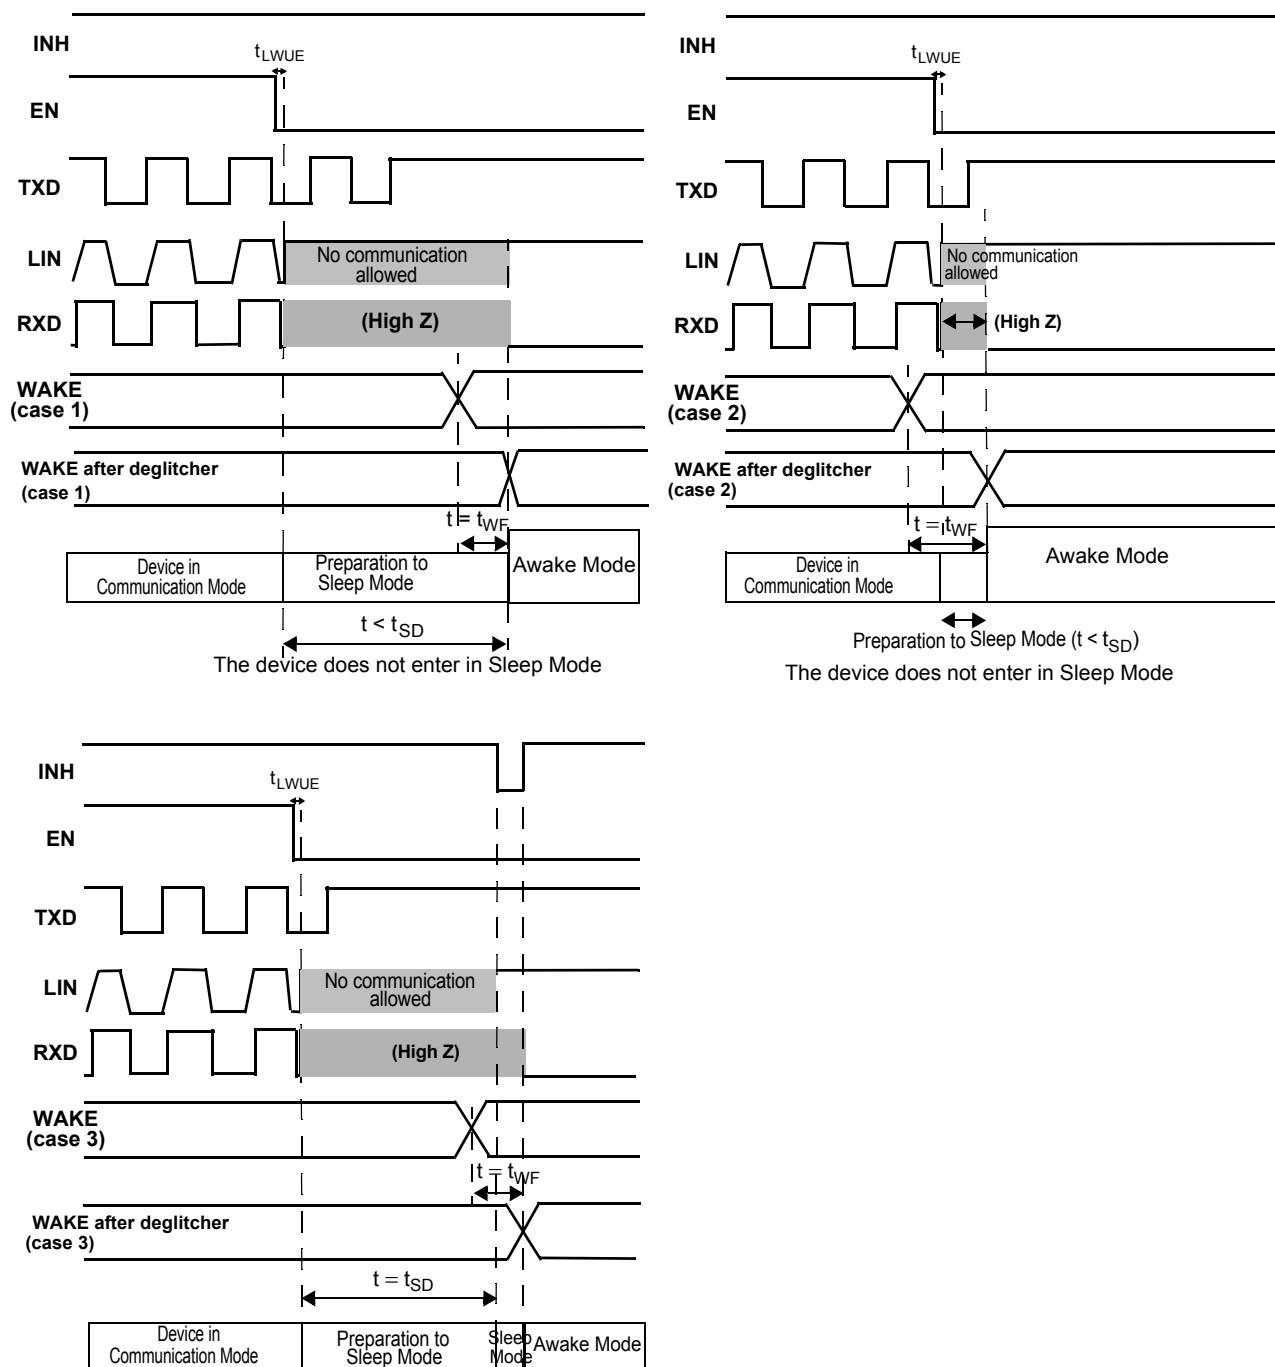 INH
tLWUE
EN
TXD
LIN
No communication
allowed
RXD
(High Z)
WAKE
(case 1)
WAKE after deglitcher
(case 1)
t = tWF
Device in
Communication Mode
Preparation to
Sleep Mode
Awake Mode
t < tSD
The device does not enter in Sleep Mode
INH
tLWUE
EN
TXD
LIN
No communication
allowed
RXD
(High Z)
WAKE
(case 2)
WAKE after deglitcher
(case 2)
t = tWF
Device in
Communication Mode
Awake Mode
Preparation to Sleep Mode (t < tSD)
The device does not enter in Sleep Mode
INH
tLWUE
EN
TXD
LIN
No communication
allowed
RXD
(High Z)
WAKE
(case 3)
t = tWF
WAKE after deglitcher
(case 3)
t = tSD
Device in
Communication Mode
Preparation to
Sleep Mode
Sleep
Mode
Awake Mode